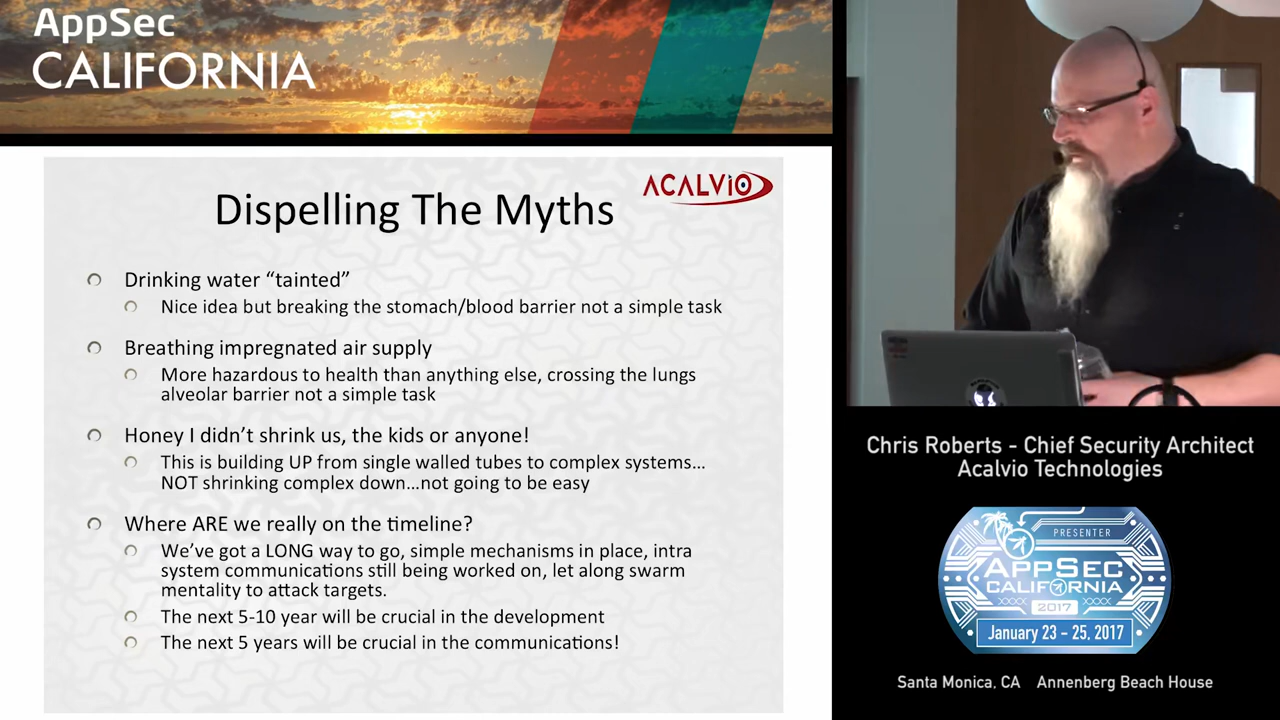 AppSec
CALIFORNIA
ACALVIO
Dispelling The Myths
Drinking water “tainted”
Nice idea but breaking the stomach/blood barrier not a simple task
Breathing impregnated air supply
More hazardous to health than anything else, crossing the lungs
alveolar barrier not a simple task
Honey I didn’t shrink us, the kids or anyone!
This is building UP from single walled tubes to complex systems…
NOT shrinking complex down…not going to be easy
Where ARE we really on the timeline?
We’ve got a LONG way to go, simple mechanisms in place, intra
system communications still being worked on, let along swarm
mentality to attack targets.
The next 5-10 year will be crucial in the development
The next 5 years will be crucial in the communications!
Chris Roberts - Chief Security Architect
Acalvio Technologies
PRESENTER
APPSEC
CALIFORNIA
2017
January 23 - 25, 2017
Santa Monica, CA Annenberg Beach House